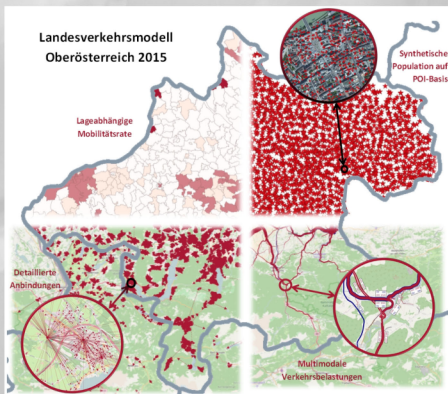 Landesverkehrsmodell
Oberösterreich 2015
Synthetische
Population auf
POI-Basis
Lageabhängige
Mobilitätsrate
Detaillierte
Anbindungen
Multimodale
Verkehrsbelastungen